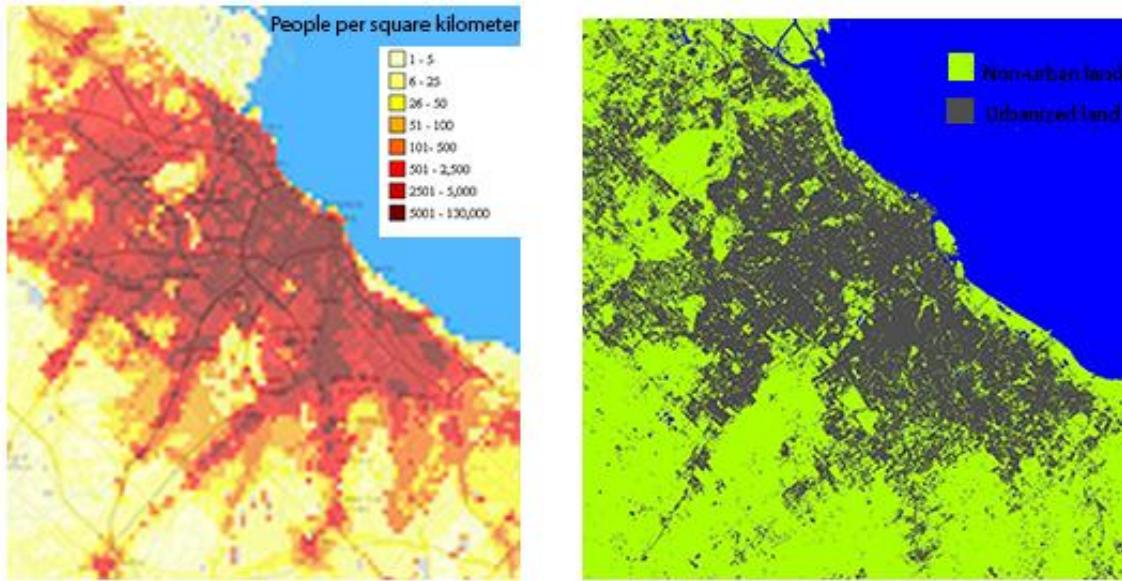 People per square kilometer
1 - 5
6 - 25
26 - 50
51 - 100
101- 500
501 - 2,500
2501 - 5,000
5001 - 130,000
Non-urban land
Urbanized land